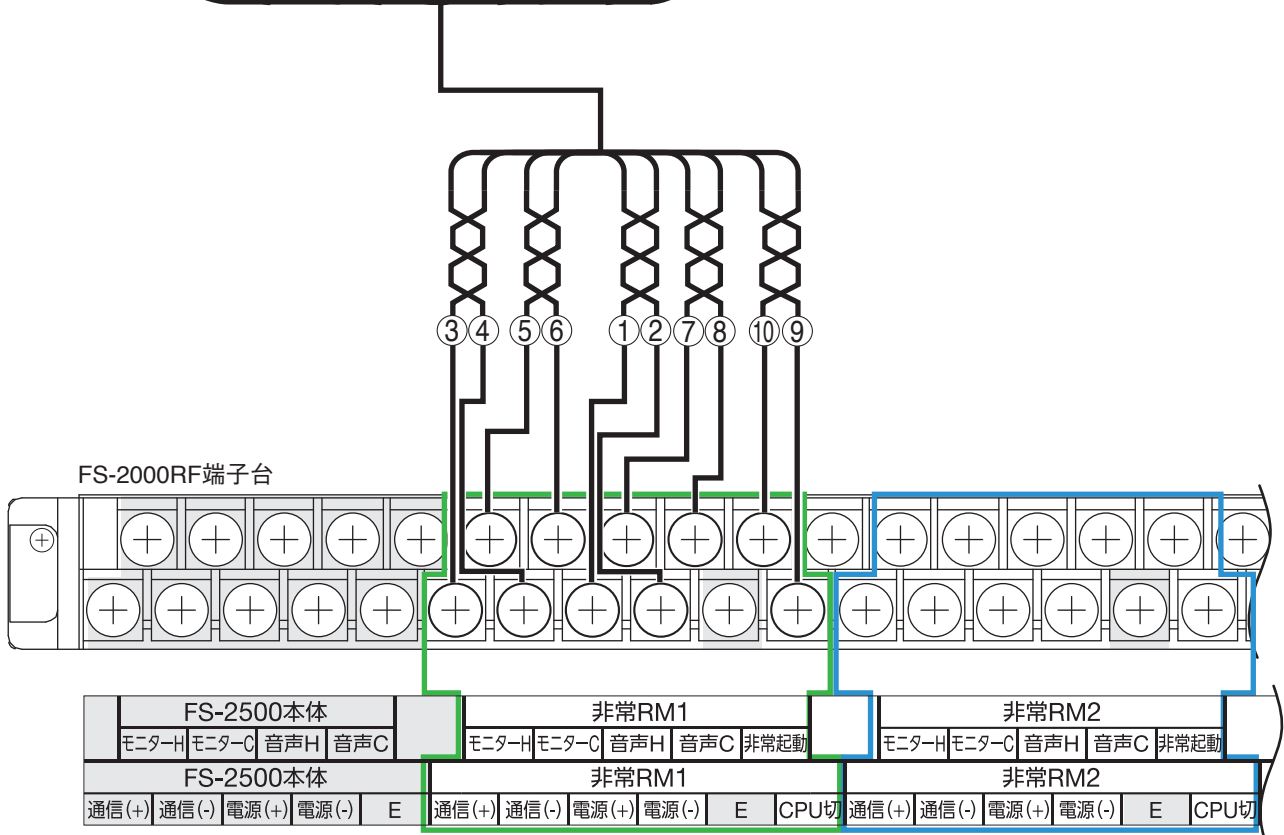 ③④ ⑤⑥ ①②⑦⑧ ⑩⑨
FS-2000RF端子台
FS-2500本体 非常RM1 非常RM2
モニターH モニターC 音声H 音声C モニターH モニターC 音声H 音声C 非常起動 モニターH モニターC 音声H 音声C 非常起動
FS-2500本体 非常RM1 非常RM2
通信(+) 通信(-) 電源(+) 電源(-) E 通信(+) 通信(-) 電源(+) 電源(-) E CPU切 通信(+) 通信(-) 電源(+) 電源(-) E CPU切